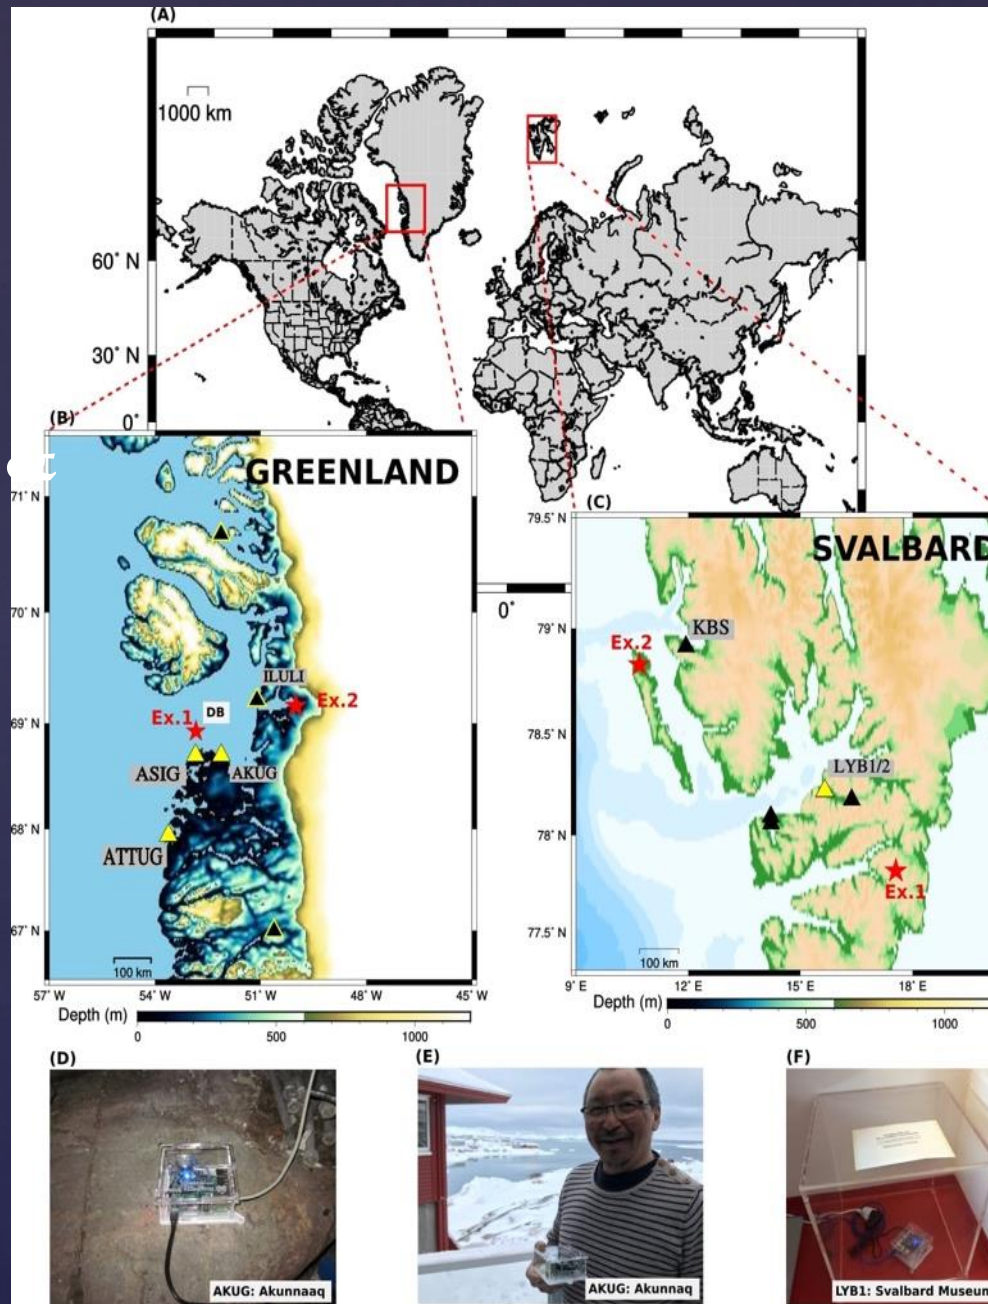 (A)
1000 km
60° N
30° N
0°
(B)
GREENLAND
71° N
70° N
ILULI
Ex.2
69° N
Ex.1
DB
ASIG
AKUG
68° N
ATTUG
67° N
100 km
57° W
54° W
51° W
48° W
45° W
Depth (m)
0
500
1000
0°
(C)
79.5° N
SVALBARD
79° N
KBS
Ex.2
78.5° N
LYB1/2
78° N
Ex.1
77.5° N
100 km
9° E
12° E
15° E
18° E
Depth (m)
0
500
1000
(D)
AKUG: Akunnaaq
(E)
AKUG: Akunnaq
(F)
LYB1: Svalbard Museum